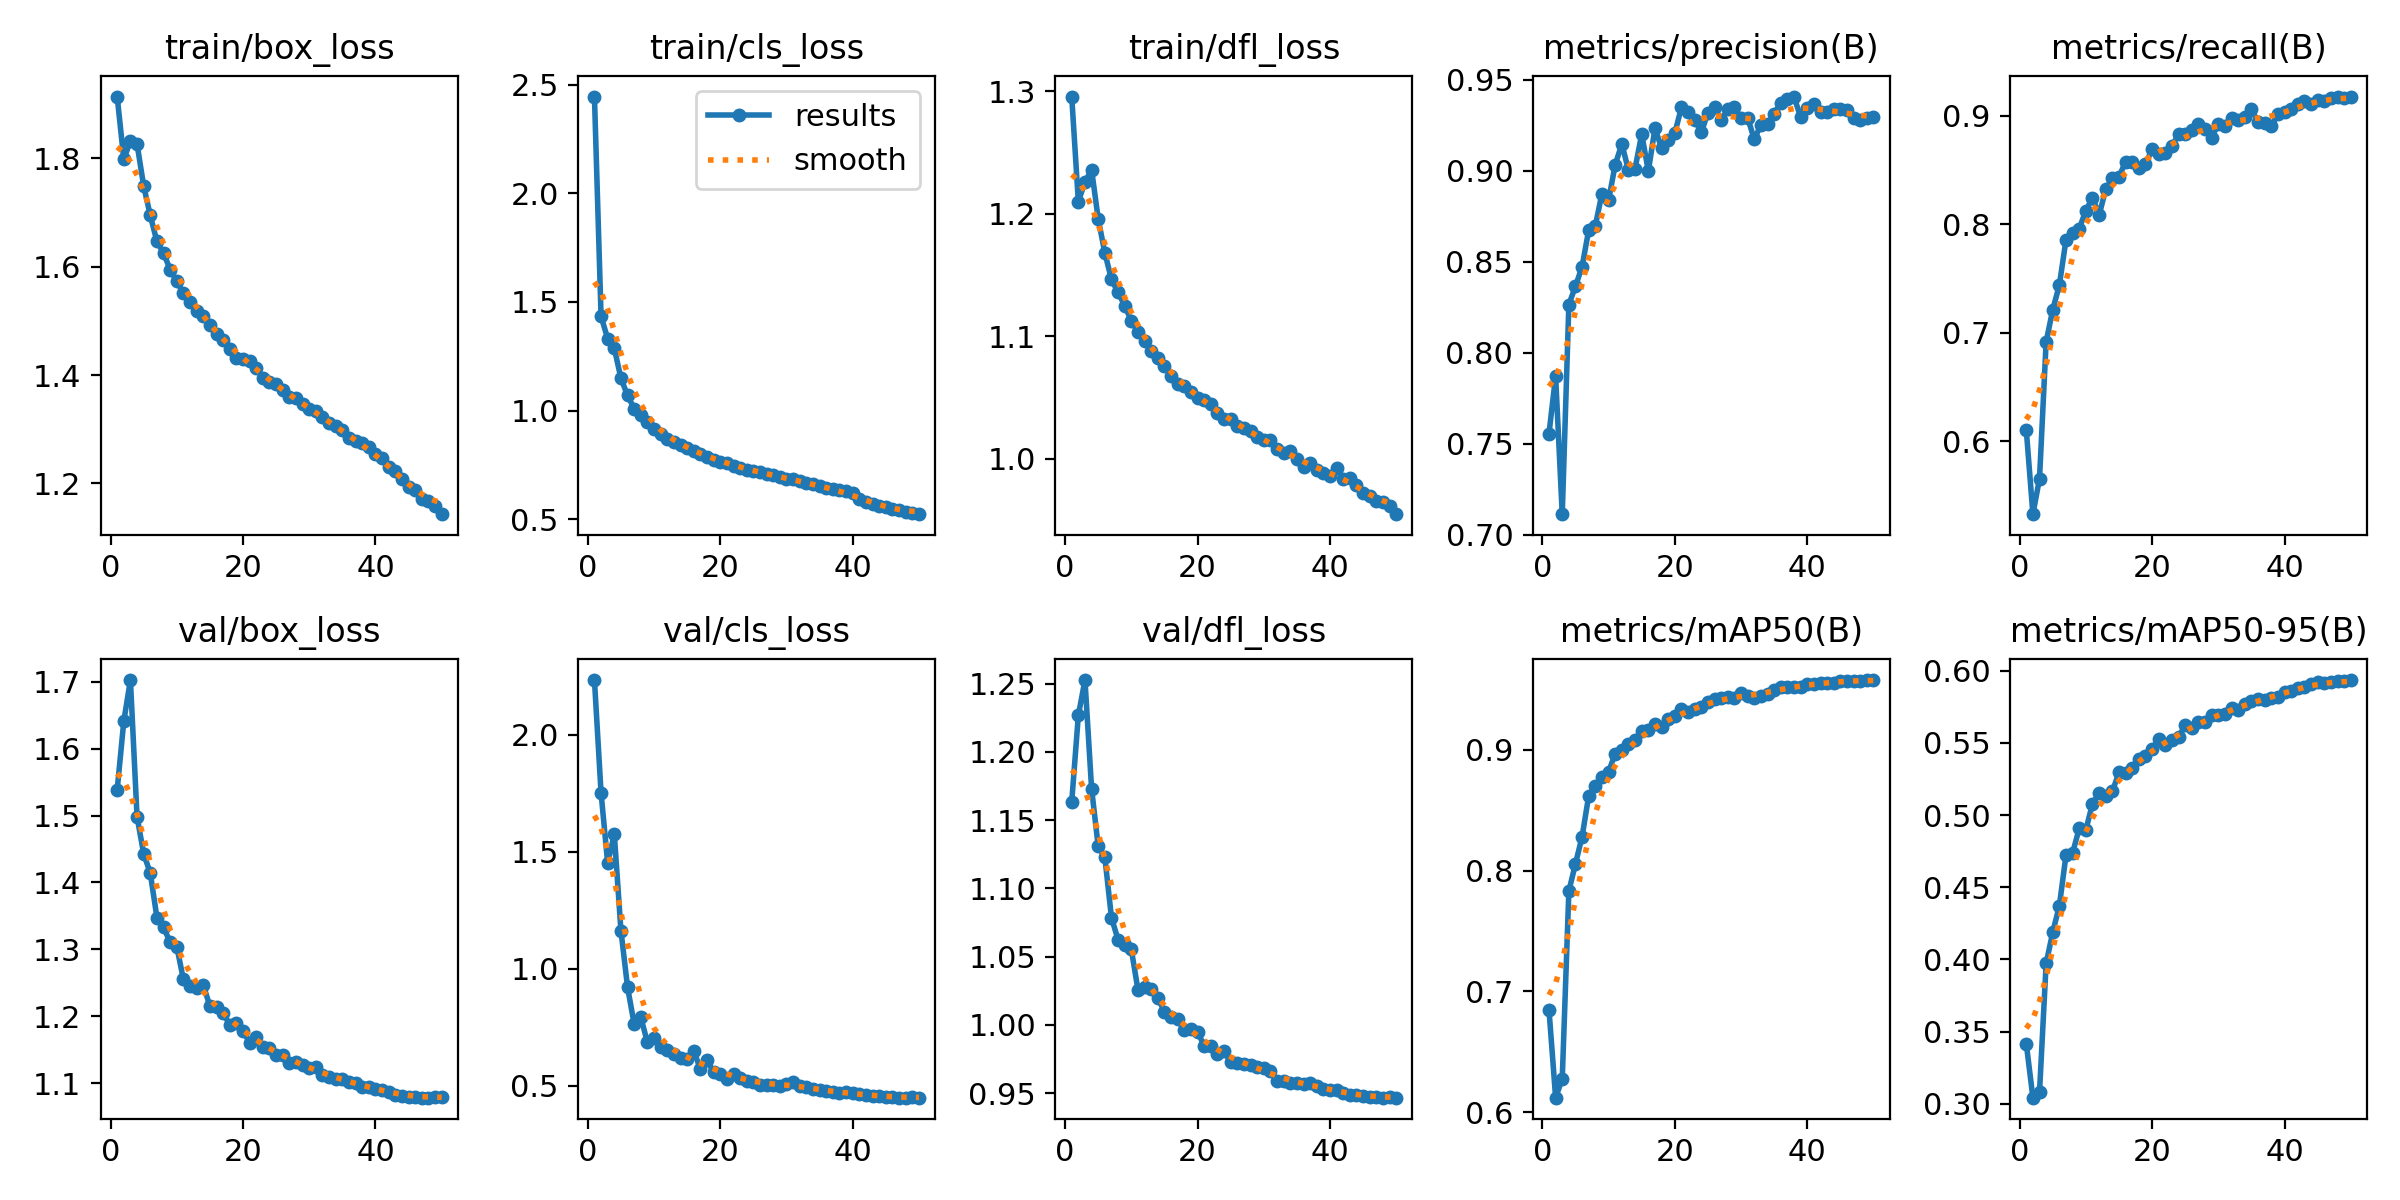 train/box_loss
1.8
1.6
1.4
1.2
0 20 40
train/cls_loss
2.5
2.0
1.5
1.0
0.5
results
smooth
0 20 40
train/dfl_loss
1.3
1.2
1.1
1.0
0 20 40
metrics/precision(B)
0.95
0.90
0.85
0.80
0.75
0.70
0 20 40
metrics/recall(B)
0.9
0.8
0.7
0.6
0 20 40
val/box_loss
1.7
1.6
1.5
1.4
1.3
1.2
1.1
0 20 40
val/cls_loss
2.0
1.5
1.0
0.5
0 20 40
val/dfl_loss
1.25
1.20
1.15
1.10
1.05
1.00
0.95
0 20 40
metrics/mAP50(B)
0.9
0.8
0.7
0.6
0 20 40
metrics/mAP50-95(B)
0.60
0.55
0.50
0.45
0.40
0.35
0.30
0 20 40